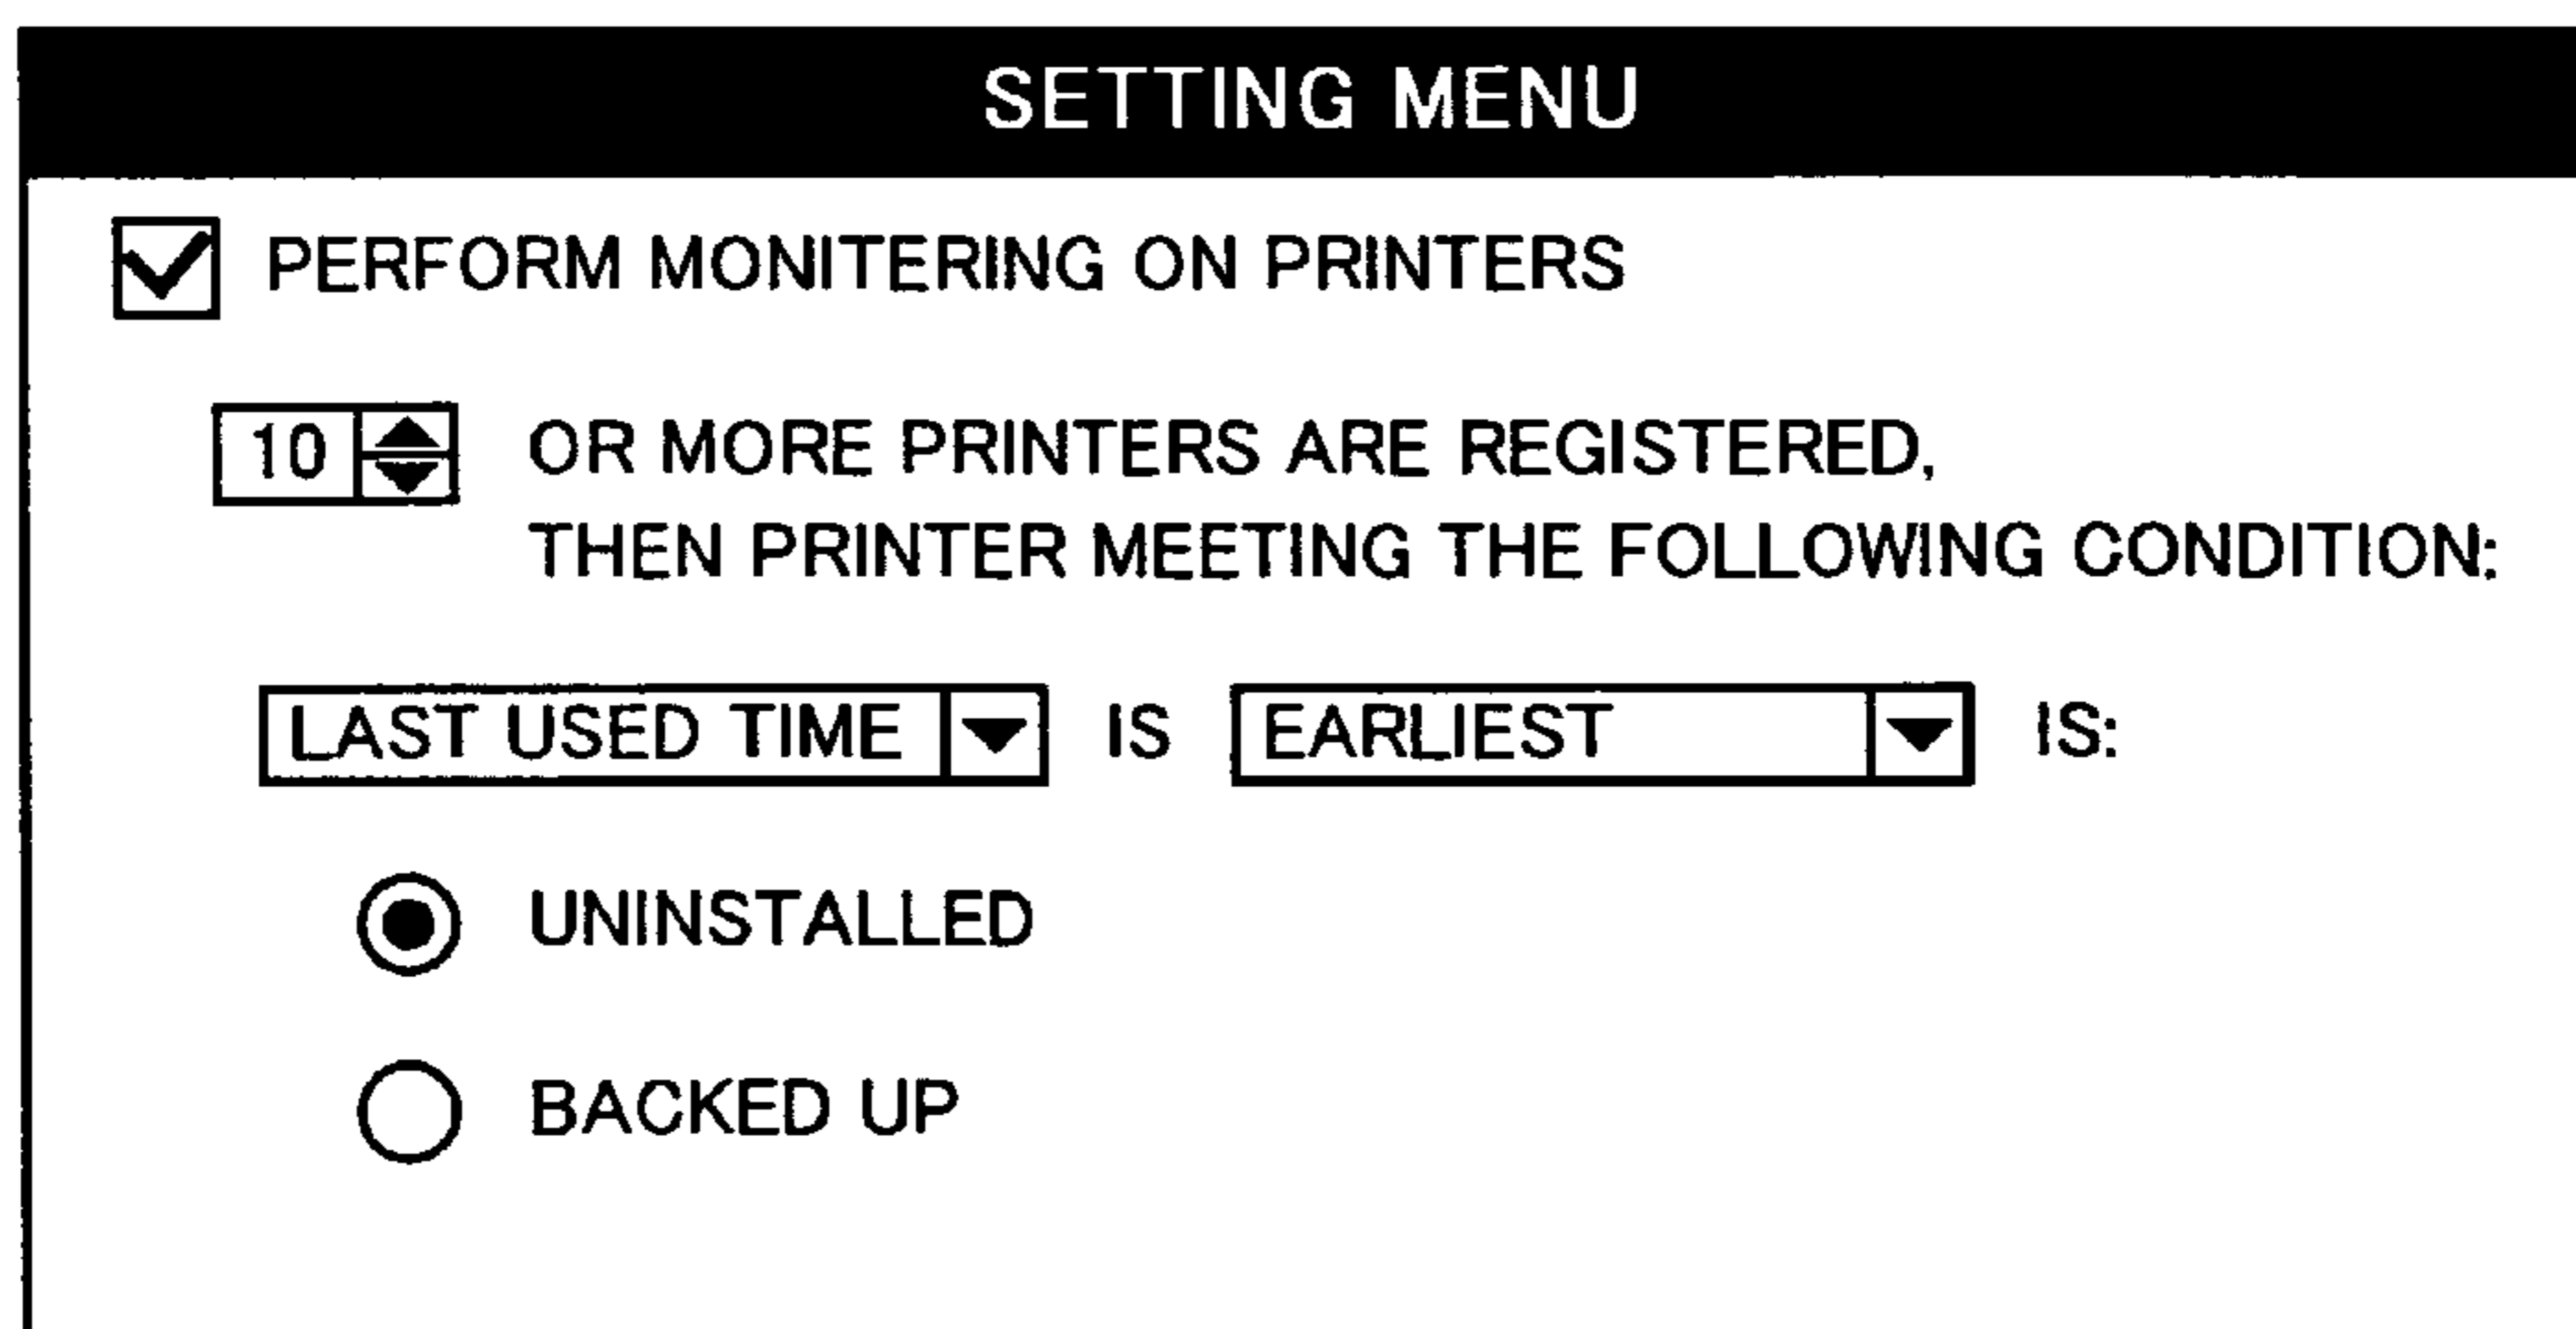 SETTING MENU
PERFORM MONITERING ON PRINTERS
10 OR MORE PRINTERS ARE REGISTERED,
THEN PRINTER MEETING THE FOLLOWING CONDITION:
LAST USED TIME IS EARLIEST IS:
UNINSTALLED
BACKED UP